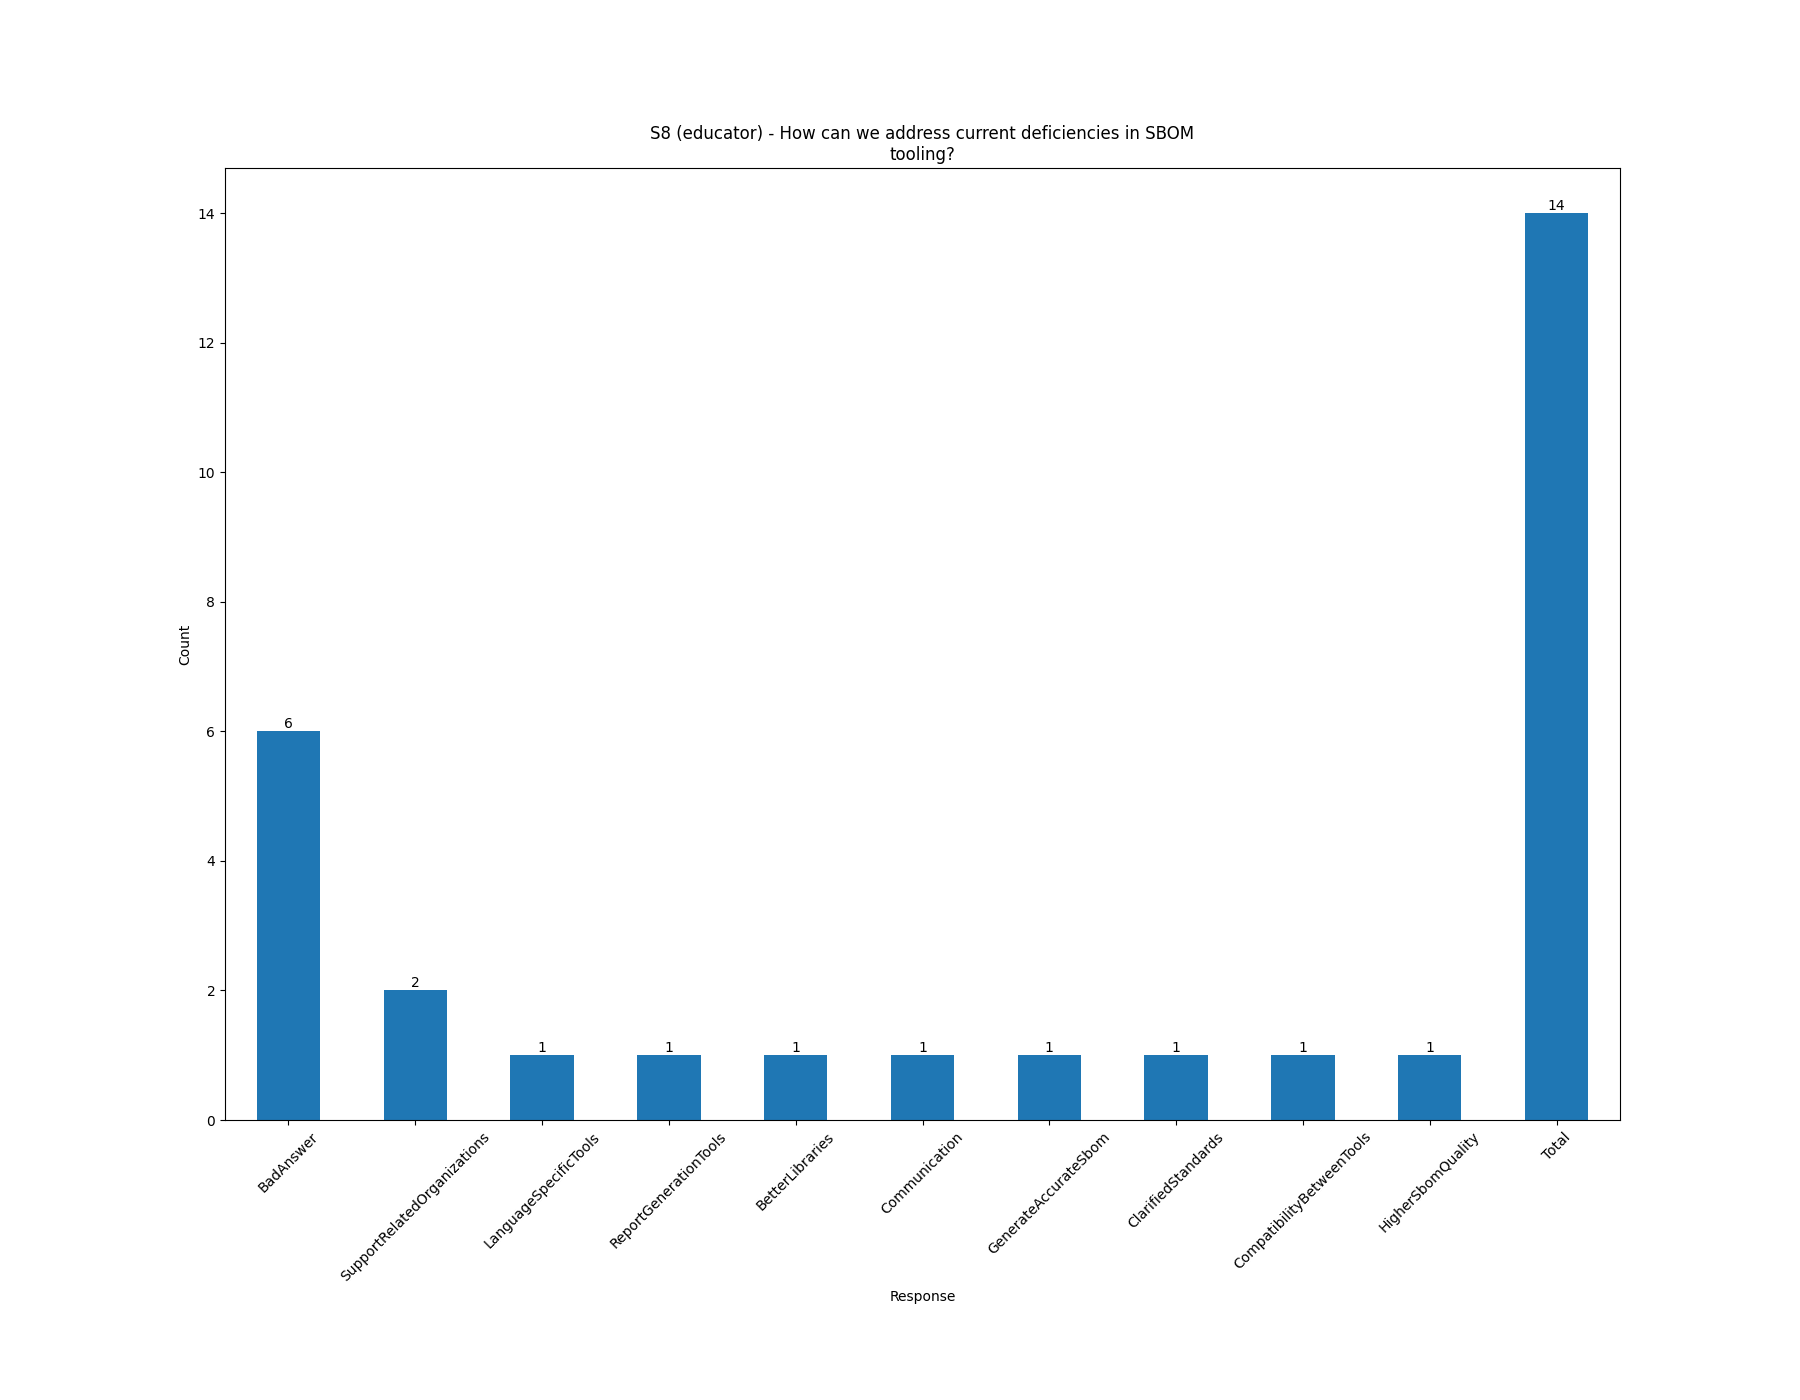 S8 (educator) - How can we address current deficiencies in SBOM
tooling?
Count
14
12
10
8
6
4
2
0
6
2
1
1
1
1
1
1
1
1
14
BadAnswer
SupportRelatedOrganizations
LanguageSpecificTools
ReportGenerationTools
BetterLibraries
Communication
GenerateAccurateSbom
ClarifiedStandards
CompatibilityBetweenTools
HigherSbomQuality
Total
Response